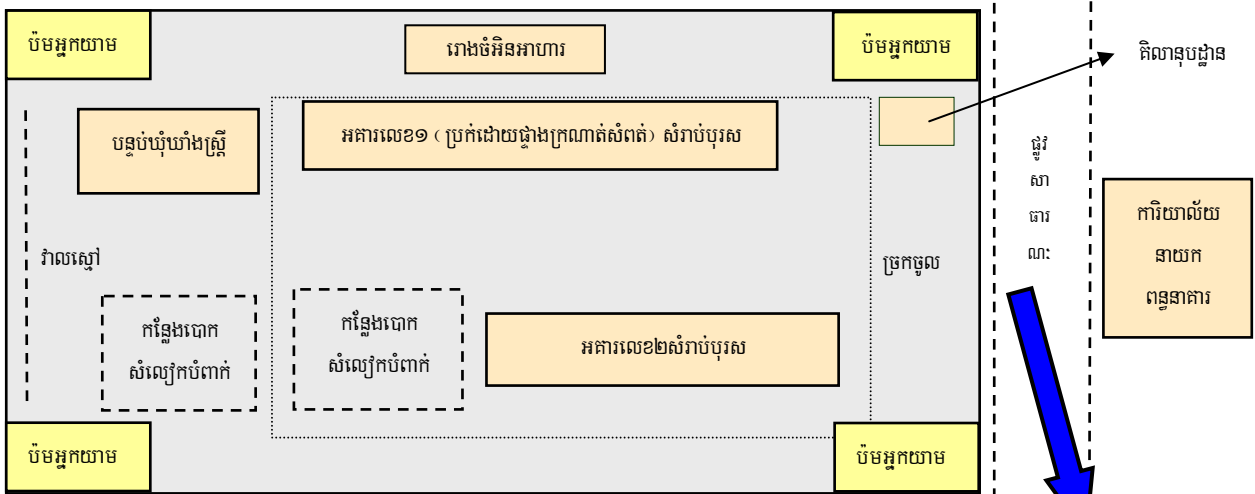 ប៉មអ្នកយាម
រោងចំអិនអាហារ
ប៉មអ្នកយាម
គិលានុបដ្ឋាន
បន្ទប់ឃុំឃាំងស្ត្រី
អគារលេខ១ (ប្រក់ដោយផ្ទាំងក្រណាត់សំពត់) សំរាប់បុរស
ផ្លូវ
សា
ធារ
ណះ
ការិយាល័យ
នាយក
ពន្ធនាគារ
វាលស្មៅ
ច្រកចូល
កន្លែងបោក
សំលៀកបំពាក់
កន្លែងបោក
សំលៀកបំពាក់
អគារលេខ២សំរាប់បុរស
ប៉មអ្នកយាម
ប៉មអ្នកយាម